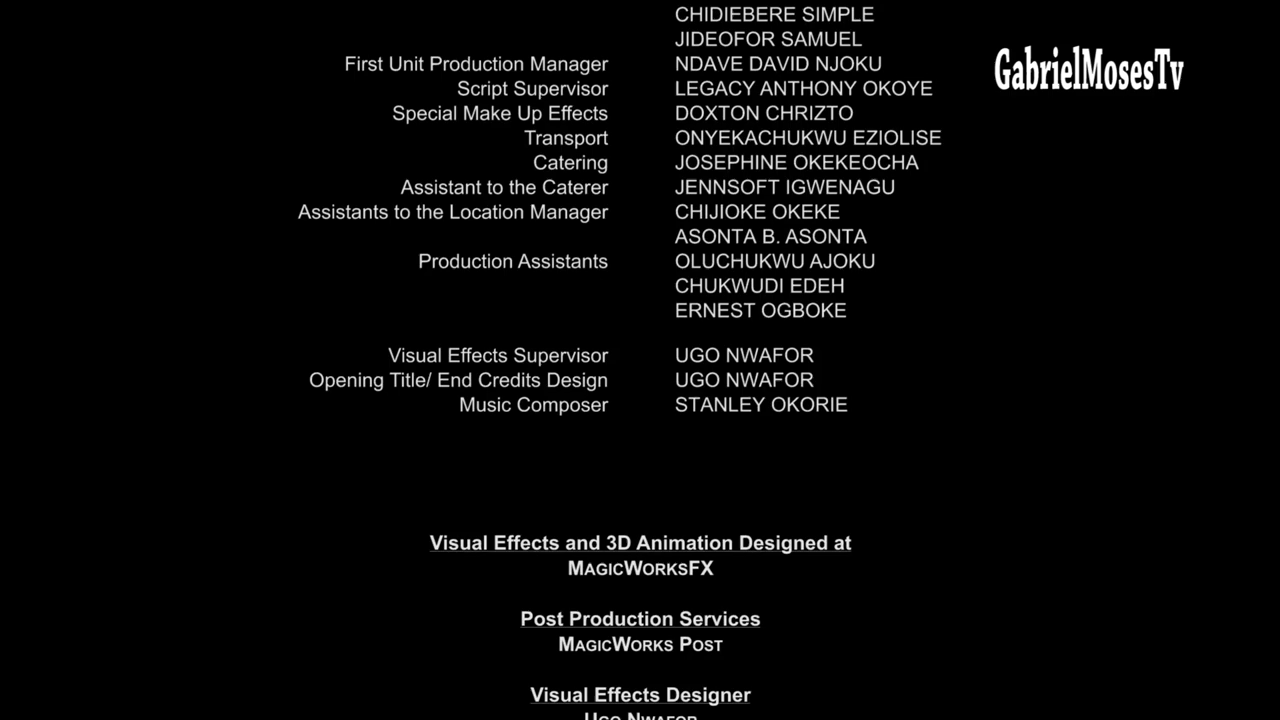 CHIDIEBERE SIMPLE
JIDEOFOR SAMUEL
GabrielMosesTv
First Unit Production Manager NDAVE DAVID NJOKU
Script Supervisor LEGACY ANTHONY OKOYE
Special Make Up Effects DOXTON CHRIZTO
Transport ONYEKACHUKWU EZIOLISE
Catering JOSEPHINE OKEKEOCHA
Assistant to the Caterer JENNSOFT IGWENAGU
Assistants to the Location Manager CHIJIOKE OKEKE
ASONTA B. ASONTA
Production Assistants OLUCHUKWU AJOKU
CHUKWUDI EDEH
ERNEST OGBOKE
Visual Effects Supervisor UGO NWAFOR
Opening Title/ End Credits Design UGO NWAFOR
Music Composer STANLEY OKORIE
Visual Effects and 3D Animation Designed at
MAGICWORKSFX
Post Production Services
MAGICWORKS POST
Visual Effects Designer
UGO NWAFOR